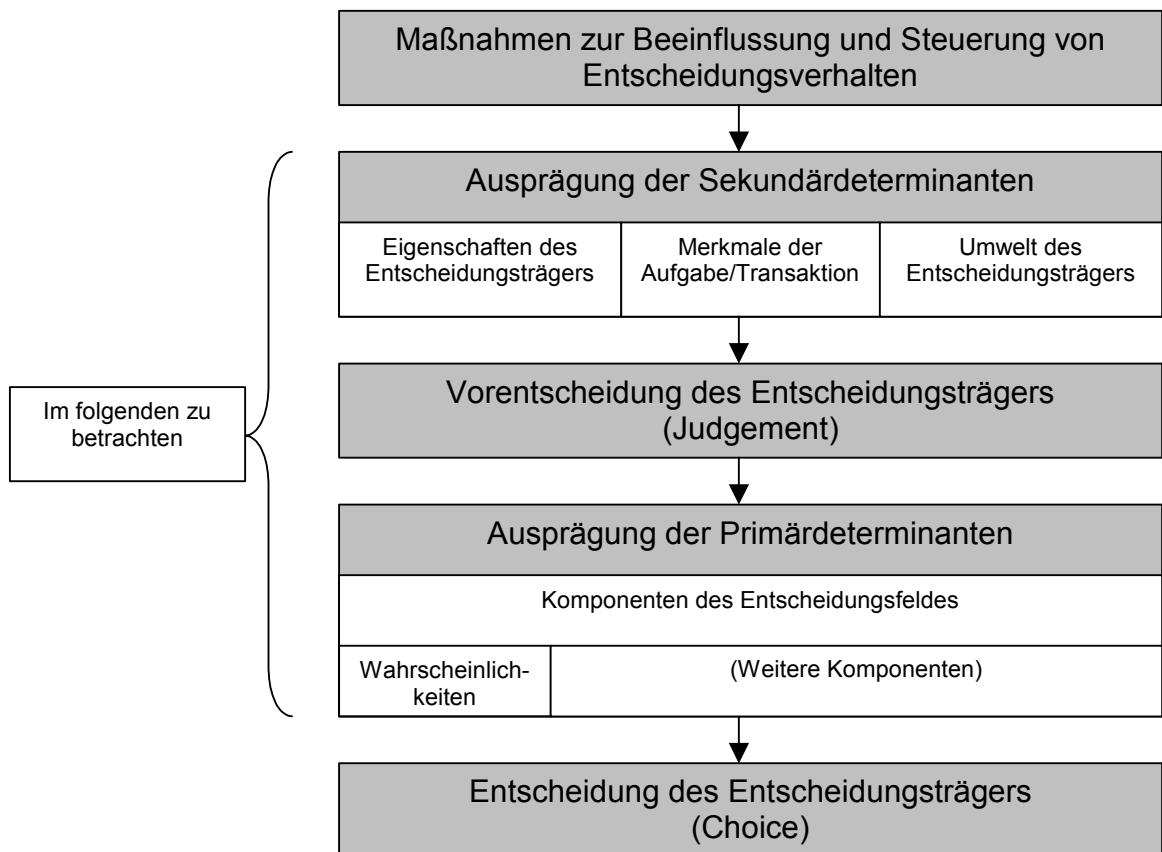 Maßnahmen zur Beeinflussung und Steuerung von
Entscheidungsverhalten
Ausprägung der Sekundärdeterminanten
Eigenschaften des
Entscheidungsträgers
Merkmale der
Aufgabe/Transaktion
Umwelt des
Entscheidungsträgers
Im folgenden zu
betrachten
Vorentscheidung des Entscheidungsträgers
(Judgement)
Ausprägung der Primärdeterminanten
Komponenten des Entscheidungsfeldes
Wahrscheinlich-
keiten
(Weitere Komponenten)
Entscheidung des Entscheidungsträgers
(Choice)